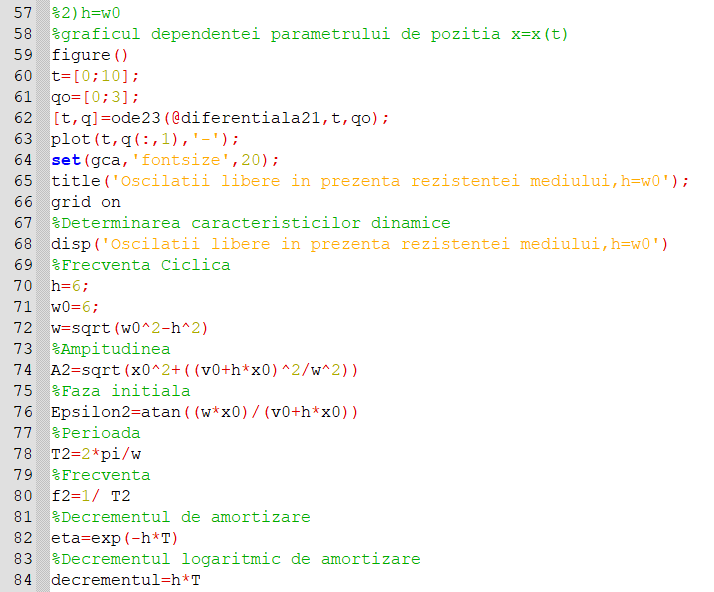 57 %2)h=w0
58 %graficul dependentei parametrului de pozitia x=x(t)
59 figure()
60 t=[0;10];
61 qo=[0;3];
62 [t,q]=ode23(@diferentiala21,t,qo);
63 plot(t,q(:,1),'-');
64 set(gca,'fontsize',20);
65 title('Oscilatii libere in prezenta rezistentei mediului,h=w0');
66 grid on
67 %Determinarea caracteristicilor dinamice
68 disp('Oscilatii libere in prezenta rezistentei mediului,h=w0')
69 %Frecventa Ciclica
70 h=6;
71 w0=6;
72 w=sqrt(w0^2-h^2)
73 %Ampitudinea
74 A2=sqrt(x0^2+((v0+h*x0)^2/w^2))
75 %Faza initiala
76 Epsilon2=atan((w*x0)/(v0+h*x0))
77 %Perioada
78 T2=2*pi/w
79 %Frecventa
80 f2=1/ T2
81 %Decrementul de amortizare
82 eta=exp(-h*T)
83 %Decrementul logaritmic de amortizare
84 decrementul=h*T